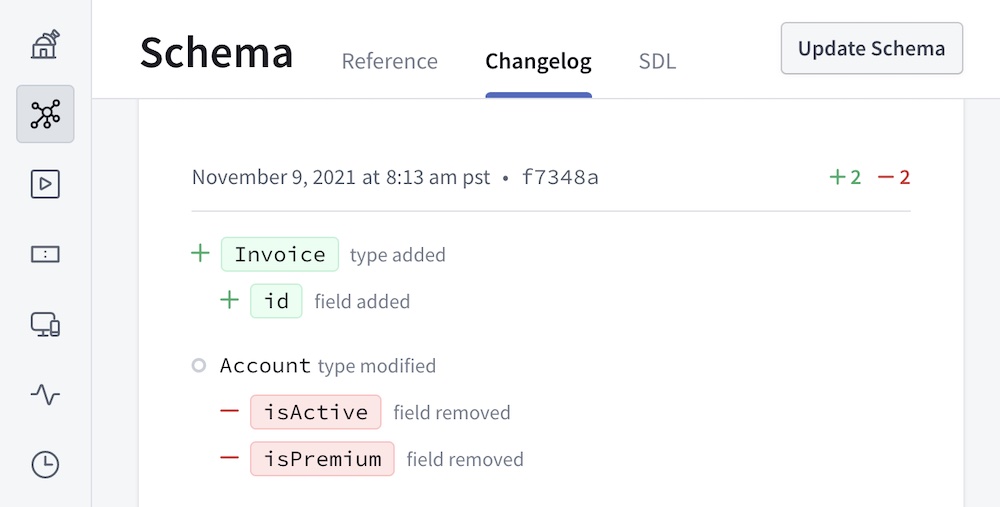 Schema Reference Changelog SDL Update Schema
November 9, 2021 at 8:13 am pst • f7348a +2 −2
+ Invoice type added
+ id field added
Account type modified
− isActive field removed
− isPremium field removed